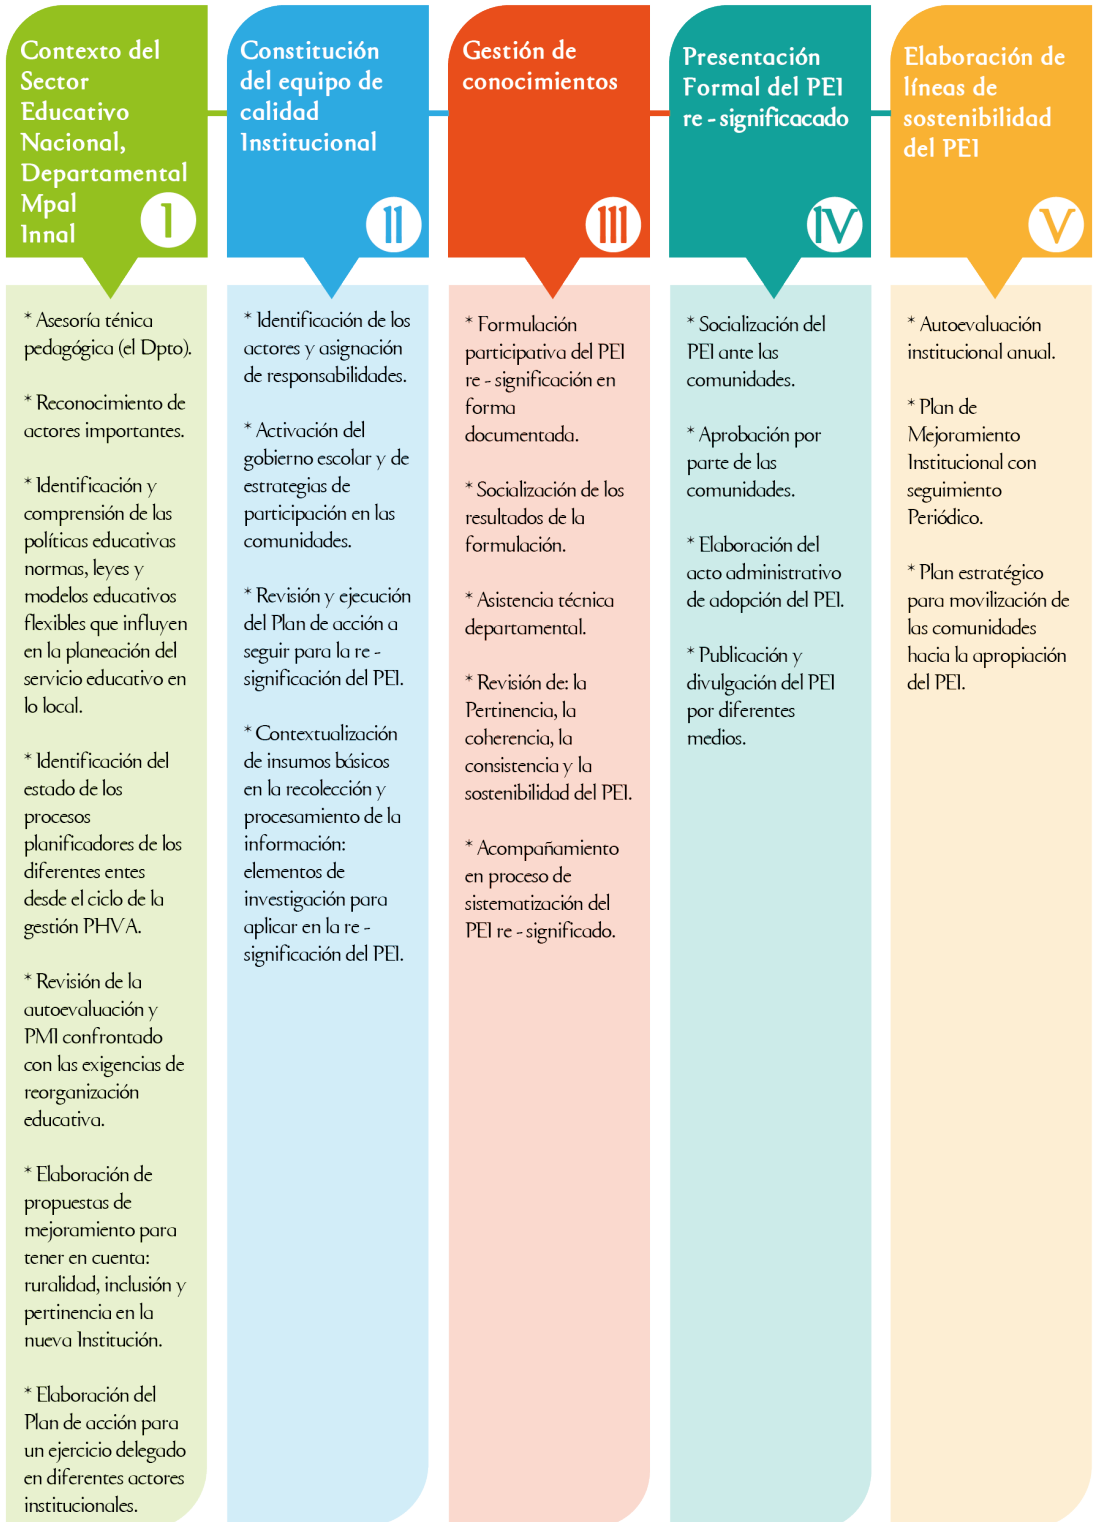 Contexto del
Sector
Educativo
Nacional,
Departamental
Mpal
Innal
I
* Asesoría ténica
pedagógica (el Dpto).
* Reconocimiento de
actores importantes.
* Identificación y
comprensión de las
políticas educativas
normas, leyes y
modelos educativos
flexibles que influyen
en la planeación del
servicio educativo en
lo local.
* Identificación del
estado de los
procesos
planificadores de los
diferentes entes
desde el ciclo de la
gestión PHVA.
* Revisión de la
autoevaluación y
PMI confrontado
con las exigencias de
reorganización
educativa.
* Elaboración de
propuestas de
mejoramiento para
tener en cuenta:
ruralidad, inclusión y
pertinencia en la
nueva Institución.
* Elaboración del
Plan de acción para
un ejercicio delegado
en diferentes actores
institucionales.
Constitución
del equipo de
calidad
Institucional
II
* Identificación de los
actores y asignación
de responsabilidades.
* Activación del
gobierno escolar y de
estrategias de
participación en las
comunidades.
* Revisión y ejecución
del Plan de acción a
seguir para la re -
significación del PEI.
* Contextualización
de insumos básicos
en la recolección y
procesamiento de la
información:
elementos de
investigación para
aplicar en la re -
significación del PEI.
Gestión de
conocimientos
III
* Formulación
participativa del PEI
re - significación en
forma
documentada.
* Socialización de los
resultados de la
formulación.
* Asistencia técnica
departamental.
* Revisión de: la
Pertinencia, la
coherencia, la
consistencia y la
sostenibilidad del PEI.
* Acompañamiento
en proceso de
sistematización del
PEI re - significado.
Presentación
Formal del PEI
re - significacado
IV
* Socialización del
PEI ante las
comunidades.
* Aprobación por
parte de las
comunidades.
* Elaboración del
acto administrativo
de adopción del PEI.
* Publicación y
divulgación del PEI
por diferentes
medios.
Elaboración de
líneas de
sostenibilidad
del PEI
V
* Autoevaluación
institucional anual.
* Plan de
Mejoramiento
Institucional con
seguimiento
Periódico.
* Plan estratégico
para movilización de
las comunidades
hacia la apropiación
del PEI.